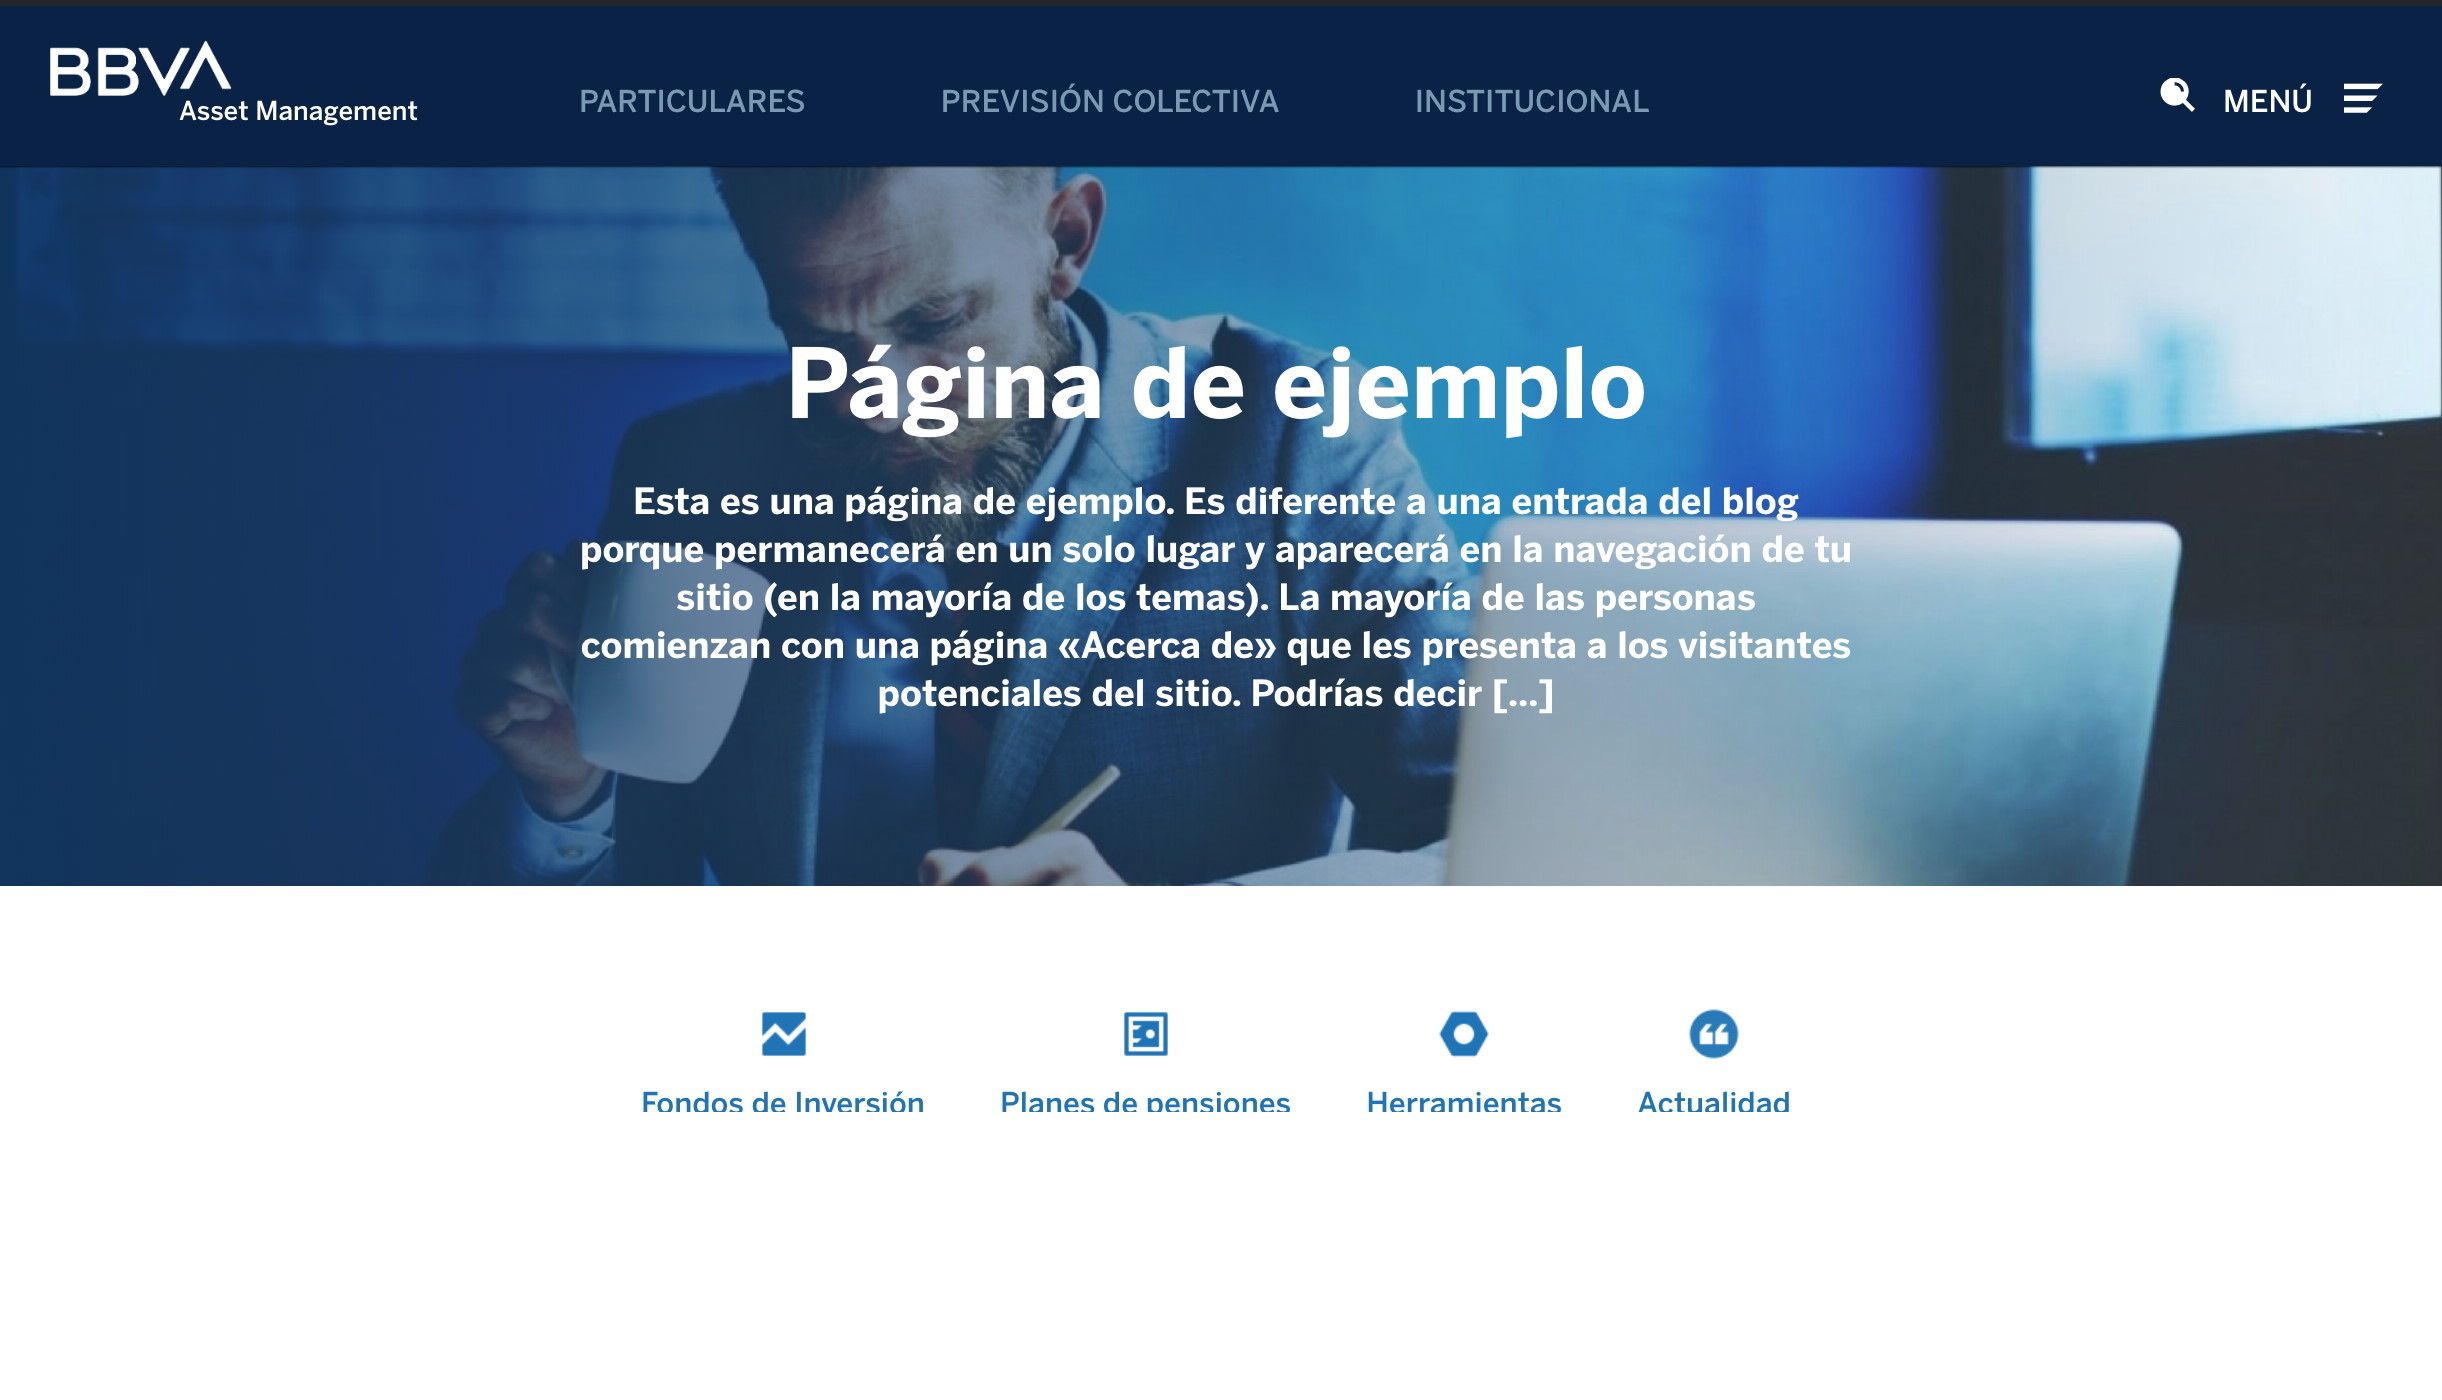 BBVA
Asset Management
PARTICULARES
PREVISIÓN COLECTIVA
INSTITUCIONAL
MENÚ
Página de ejemplo
Esta es una página de ejemplo. Es diferente a una entrada del blog
porque permanecerá en un solo lugar y aparecerá en la navegación de tu
sitio (en la mayoría de los temas). La mayoría de las personas
comienzan con una página «Acerca de» que les presenta a los visitantes
potenciales del sitio. Podrías decir [...]
Fondos de Inversión
Planes de pensiones
Herramientas
Actualidad